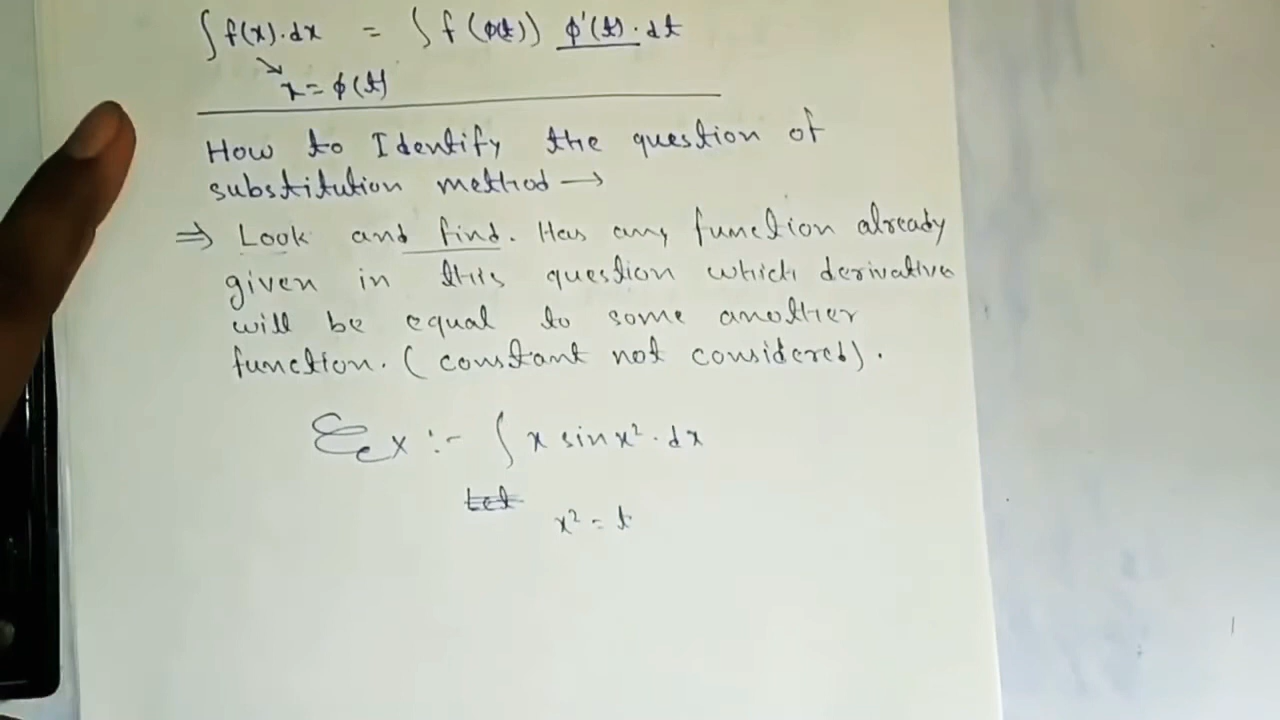 ∫ f(x).dx = ∫ f (ϕ(t)) ϕ'(t) . dt
x = ϕ(t)
How to Identify the question of
substitution method →
⇒ Look and find. Has any function already
given in this question which derivative
will be equal to some another
function. (constant not considered).
Ex :- ∫ x sin x² . dx
Let
x² = t